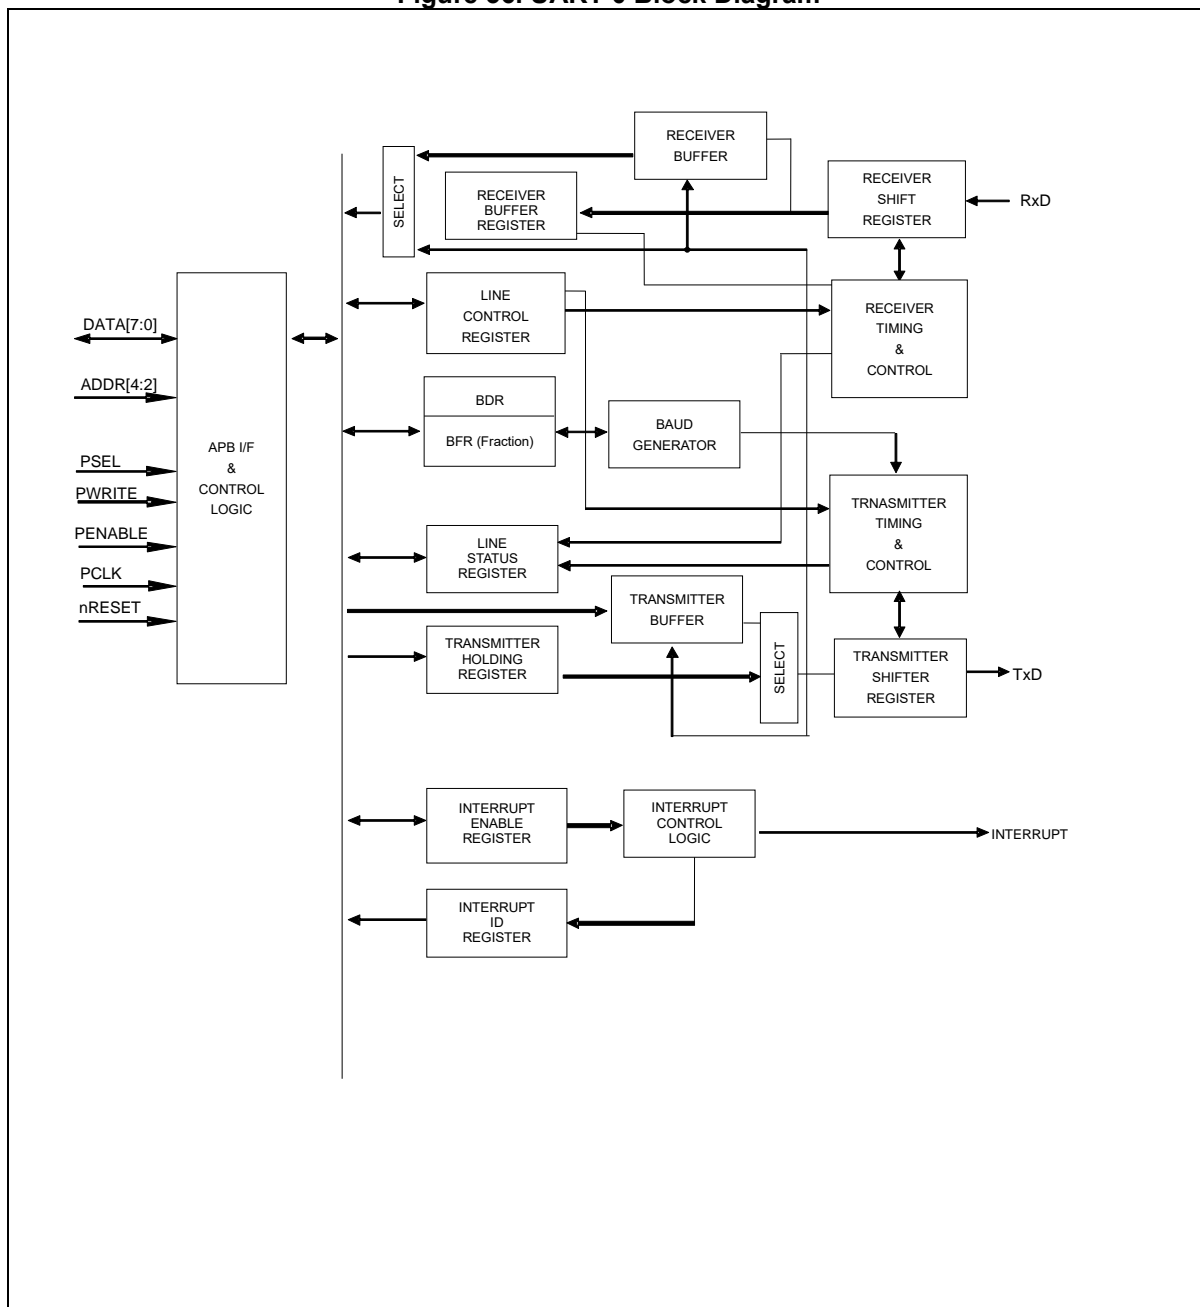 RECEIVER
BUFFER
SELECT
RECEIVER
BUFFER
REGISTER
RECEIVER
SHIFT
REGISTER
RxD
LINE
CONTROL
REGISTER
RECEIVER
TIMING
&
CONTROL
DATA[7:0]
ADDR[4:2]
PSEL
PWRITE
PENABLE
PCLK
nRESET
APB I/F
&
CONTROL
LOGIC
BDR
BFR (Fraction)
BAUD
GENERATOR
TRNASMITTER
TIMING
&
CONTROL
LINE
STATUS
REGISTER
TRANSMITTER
BUFFER
TRANSMITTER
HOLDING
REGISTER
SELECT
TRANSMITTER
SHIFTER
REGISTER
TxD
INTERRUPT
ENABLE
REGISTER
INTERRUPT
CONTROL
LOGIC
INTERRUPT
INTERRUPT
ID
REGISTER